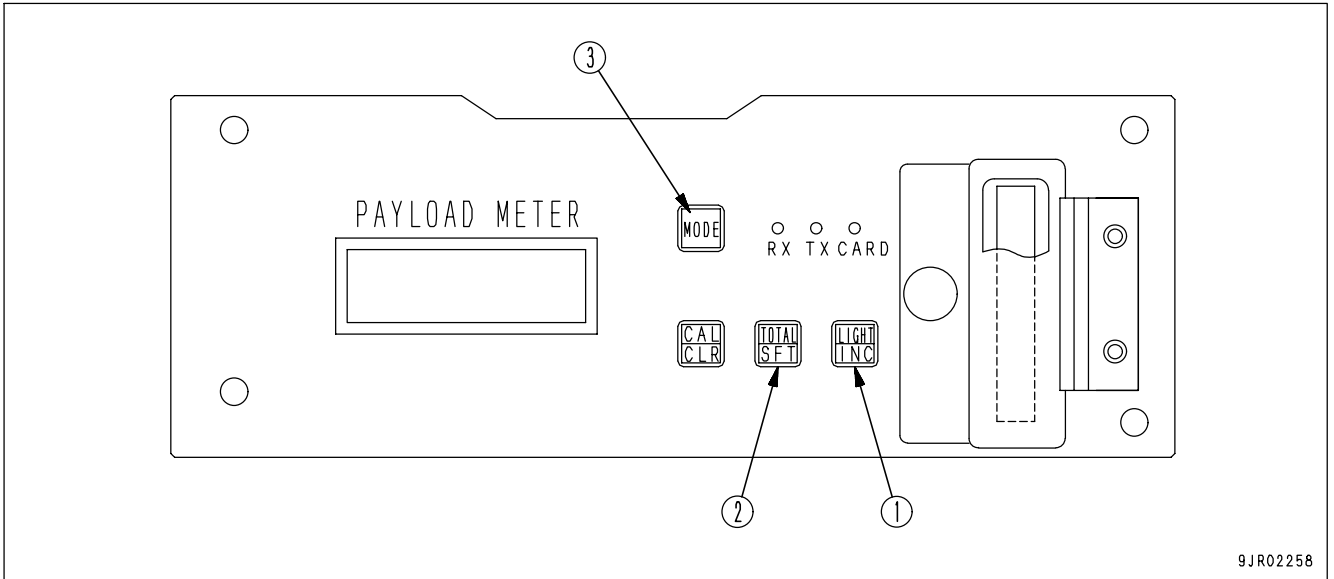 3
PAYLOAD METER
MODE
RX TX CARD
CAL
CLR
TOTAL
SFT
LIGHT
INC
2
1
9JR02258